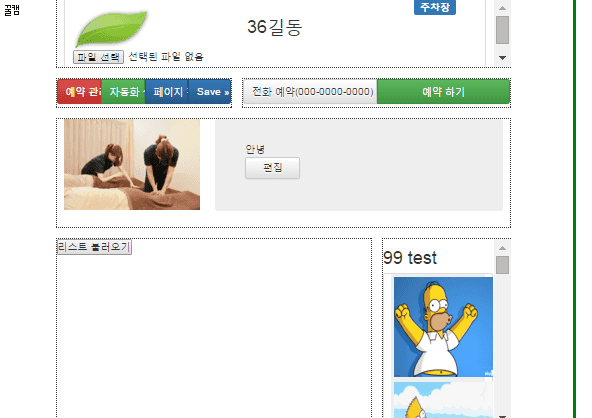 꿀캠
주차장
36길동
파일 선택 선택된 파일 없음
예약 관리 자동화 페이지 Save »
전화 예약(000-0000-0000) 예약 하기
안녕
편집
리스트 불러오기
99 test